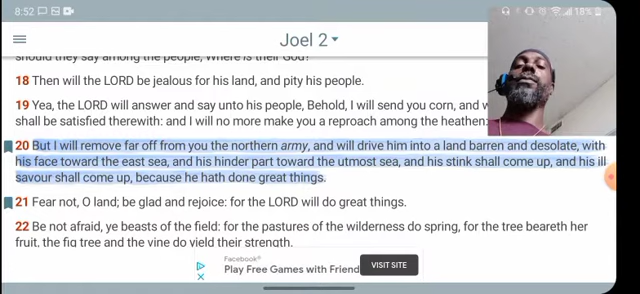 8:52
18%
Joel 2
should they say among the people, Where is their God?
18 Then will the LORD be jealous for his land, and pity his people.
19 Yea, the LORD will answer and say unto his people, Behold, I will send you corn, and w
shall be satisfied therewith: and I will no more make you a reproach among the heathen:
20 But I will remove far off from you the northern army, and will drive him into a land barren and desolate, with
his face toward the east sea, and his hinder part toward the utmost sea, and his stink shall come up, and his ill
savour shall come up, because he hath done great things.
21 Fear not, O land; be glad and rejoice: for the LORD will do great things.
22 Be not afraid, ye beasts of the field: for the pastures of the wilderness do spring, for the tree beareth her
fruit, the fig tree and the vine do yield their strength.
Facebook®
Play Free Games with Friend
VISIT SITE